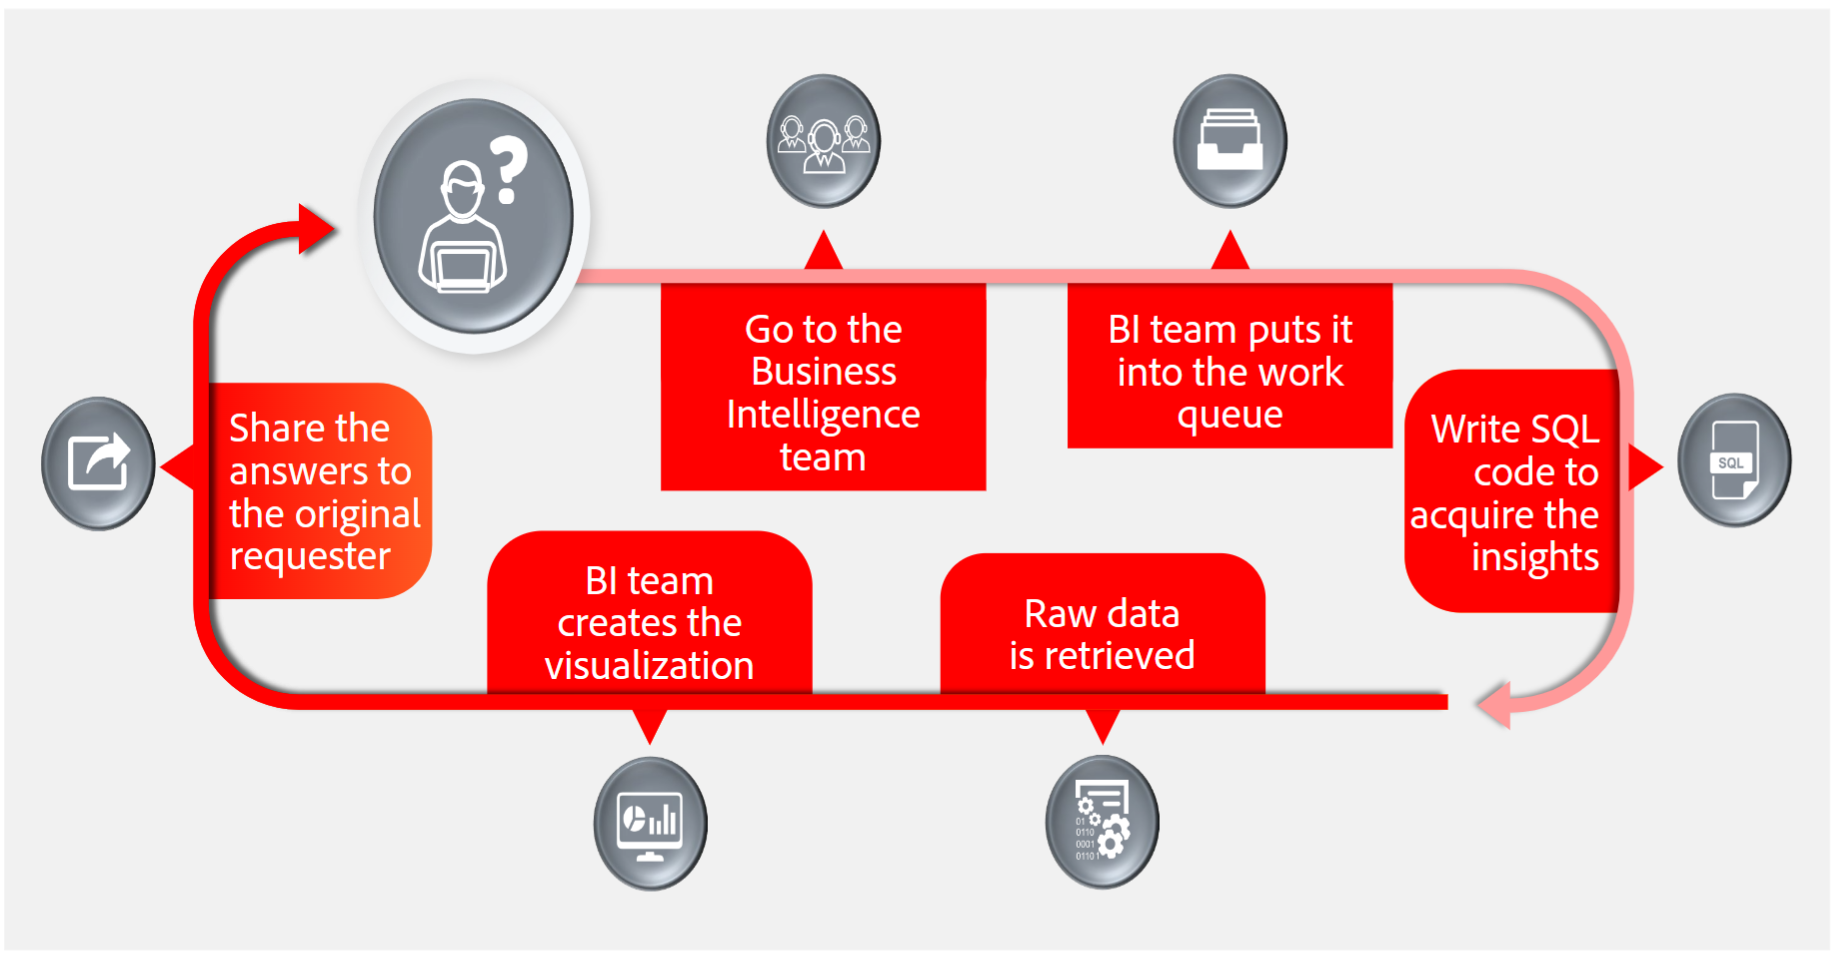 ?
Go to the
Business
Intelligence
team
BI team puts it
into the work
queue
Write SQL
code to
acquire the
insights
SQL
Raw data
is retrieved
01
0110
0001
01101
BI team
creates the
visualization
Share the
answers to
the original
requester